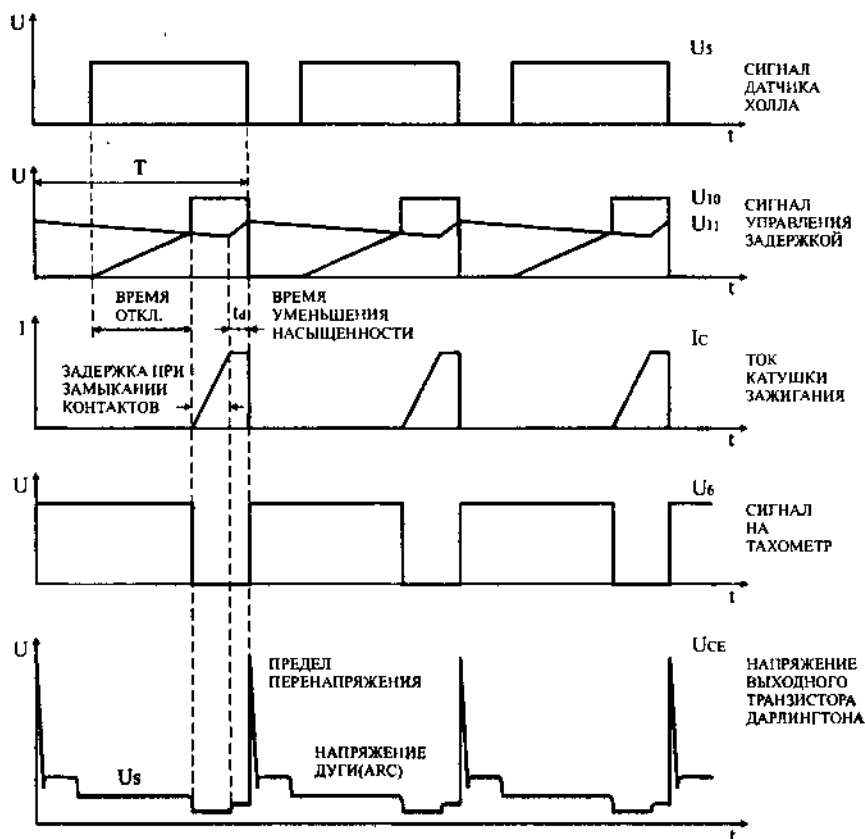 U
U5
СИГНАЛ
ДАТЧИКА
ХОЛЛА
t
T
U
U10
U11
СИГНАЛ
УПРАВЛЕНИЯ
ЗАДЕРЖКОЙ
t
ВРЕМЯ
ОТКЛ.
td
ВРЕМЯ
УМЕНЬШЕНИЯ
НАСЫЩЕННОСТИ
I
IC
ТОК
КАТУШКИ
ЗАЖИГАНИЯ
ЗАДЕРЖКА ПРИ
ЗАМЫКАНИИ
КОНТАКТОВ
t
U
U6
СИГНАЛ
НА
ТАХОМЕТР
t
U
UCE
НАПРЯЖЕНИЕ
ВЫХОДНОГО
ТРАНЗИСТОРА
ДАРЛИНГТОНА
ПРЕДЕЛ
ПЕРЕНАПРЯЖЕНИЯ
НАПРЯЖЕНИЕ
ДУГИ(ARC)
Us
t